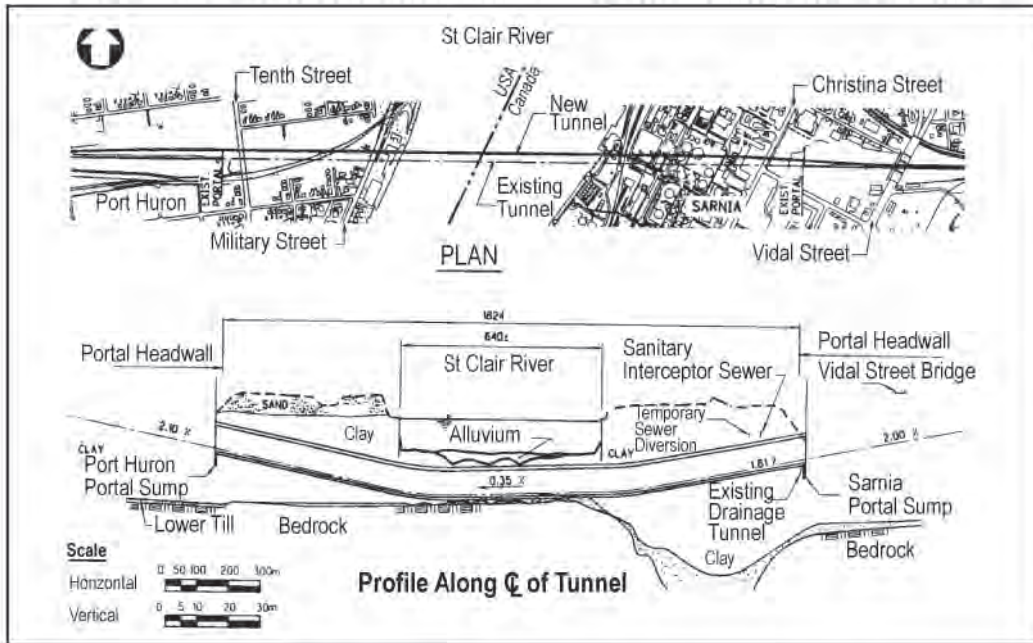 St Clair River
Tenth Street
USA
Canada
New
Tunnel
Christina Street
Port Huron
EXIST.
PORTAL
Existing
Tunnel
SARNIA
EXIST.
PORTAL
Military Street
Vidal Street
PLAN
1824
640±
Portal Headwall
St Clair River
Sanitary
Interceptor Sewer
Portal Headwall
Vidal Street Bridge
SAND
Clay
Alluvium
Temporary
Sewer
Diversion
2.10 %
CLAY
CLAY
2.00 %
Port Huron
Portal Sump
0.35 %
Existing
Drainage
Tunnel
Sarnia
Portal Sump
Lower Till
Bedrock
Clay
Bedrock
Scale
Horizontal 0 50 100 200 300m
Vertical 0 5 10 20 30m
Profile Along ℄ of Tunnel